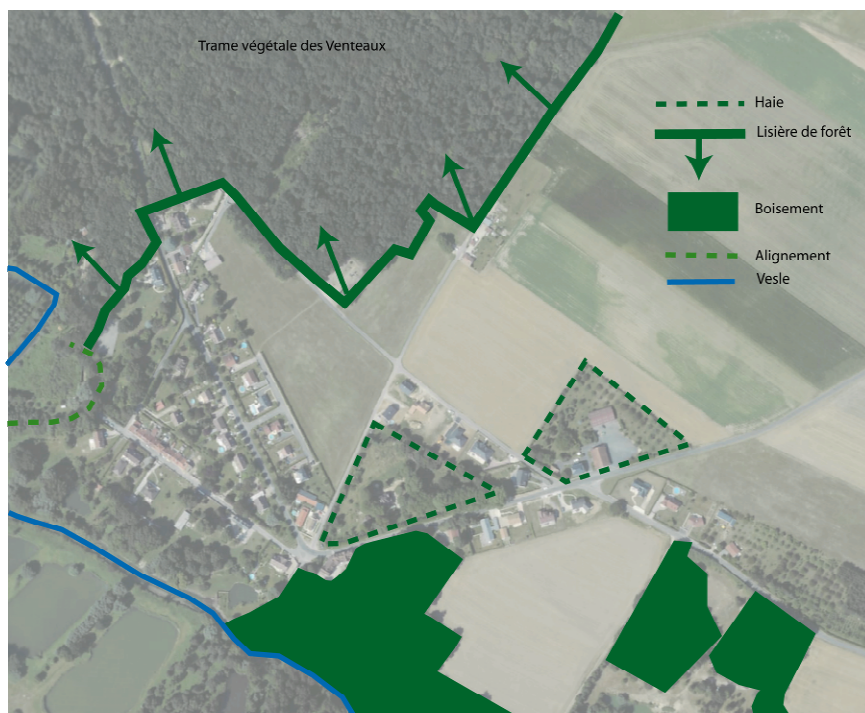 Trame végétale des Venteaux
Haie
Lisière de forêt
Boisement
Alignement
Vesle